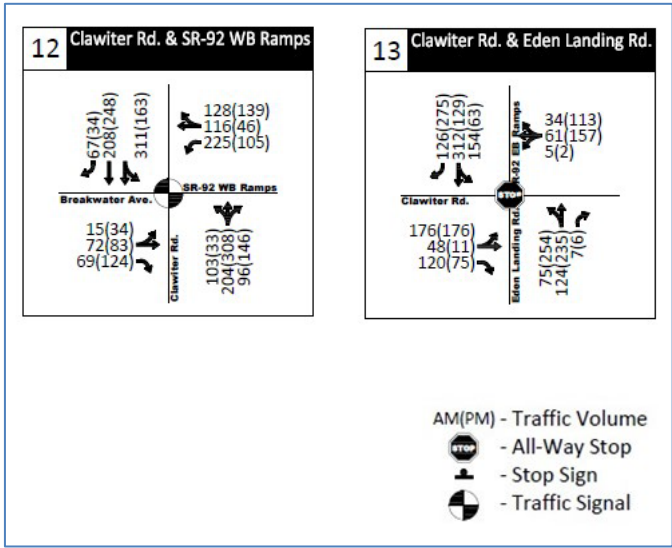 12 Clawiter Rd. & SR-92 WB Ramps
67(34)
208(248)
311(163)
128(139)
116(46)
225(105)
SR-92 WB Ramps
Breakwater Ave.
15(34)
72(83)
69(124)
Clawiter Rd.
103(33)
204(308)
96(146)
13 Clawiter Rd. & Eden Landing Rd.
126(275)
312(129)
154(63)
SR-92 EB Ramps
34(113)
61(157)
5(2)
Clawiter Rd.
STOP
176(176)
48(11)
120(75)
Eden Landing Rd.
75(254)
124(235)
7(6)
AM(PM) - Traffic Volume
STOP - All-Way Stop
- Stop Sign
- Traffic Signal